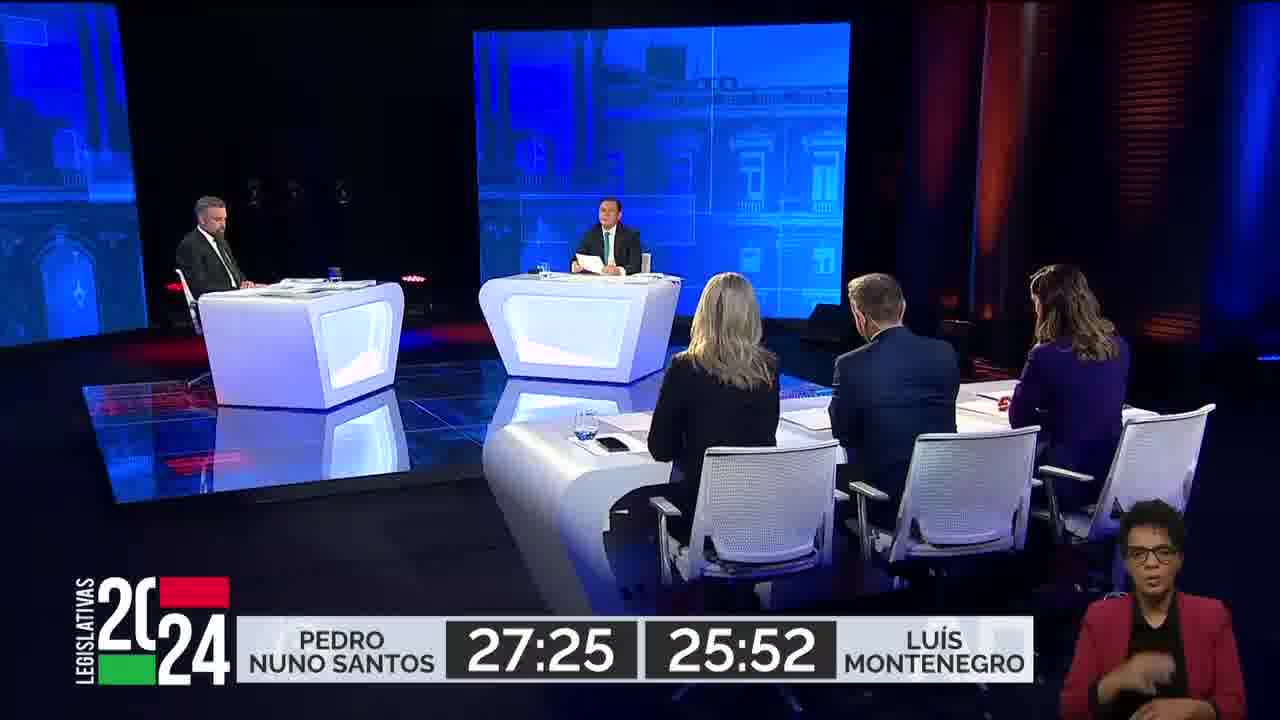 LEGISLATIVAS
2024
PEDRO
NUNO SANTOS
27:25
25:52
LUÍS
MONTENEGRO